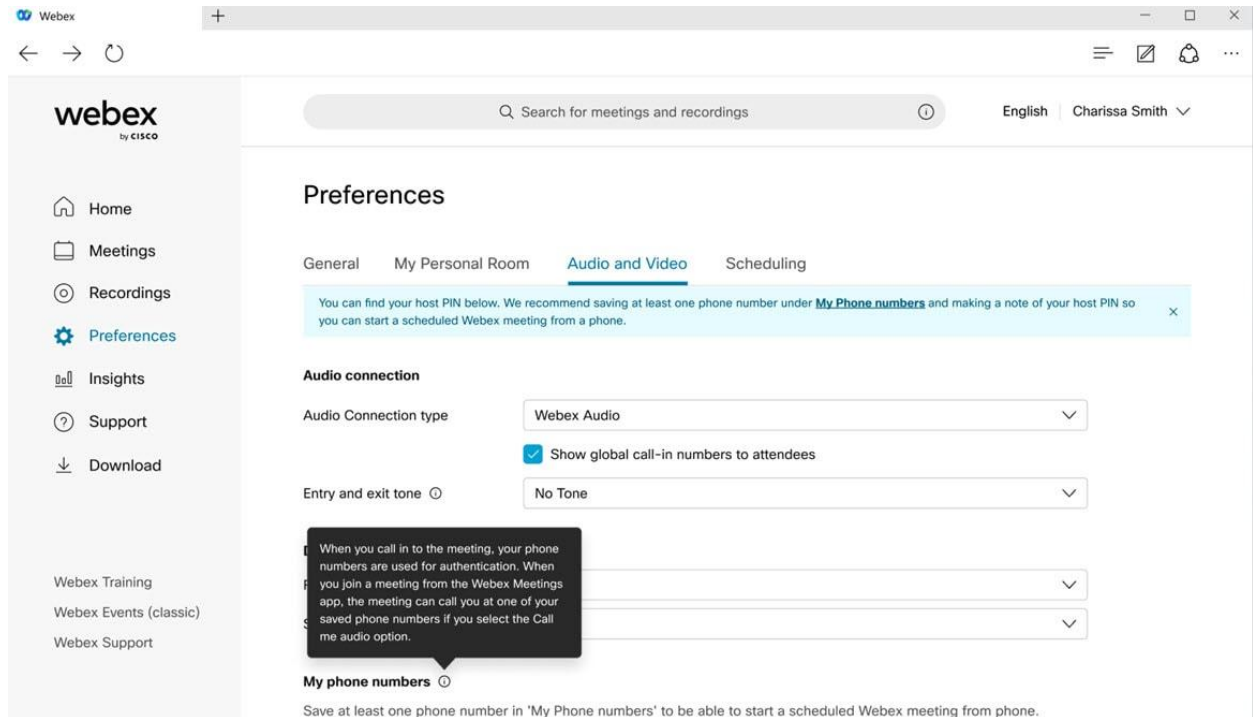 Webex
webex
by CISCO
Search for meetings and recordings
English
Charissa Smith
Home
Meetings
Recordings
Preferences
Insights
Support
Download
Webex Training
Webex Events (classic)
Webex Support
Preferences
General My Personal Room Audio and Video Scheduling
You can find your host PIN below. We recommend saving at least one phone number under My Phone numbers and making a note of your host PIN so
you can start a scheduled Webex meeting from a phone.
Audio connection
Audio Connection type
Webex Audio
Show global call-in numbers to attendees
Entry and exit tone
No Tone
When you call in to the meeting, your phone
numbers are used for authentication. When
you join a meeting from the Webex Meetings
app, the meeting can call you at one of your
saved phone numbers if you select the Call
me audio option.
My phone numbers
Save at least one phone number in 'My Phone numbers' to be able to start a scheduled Webex meeting from phone.